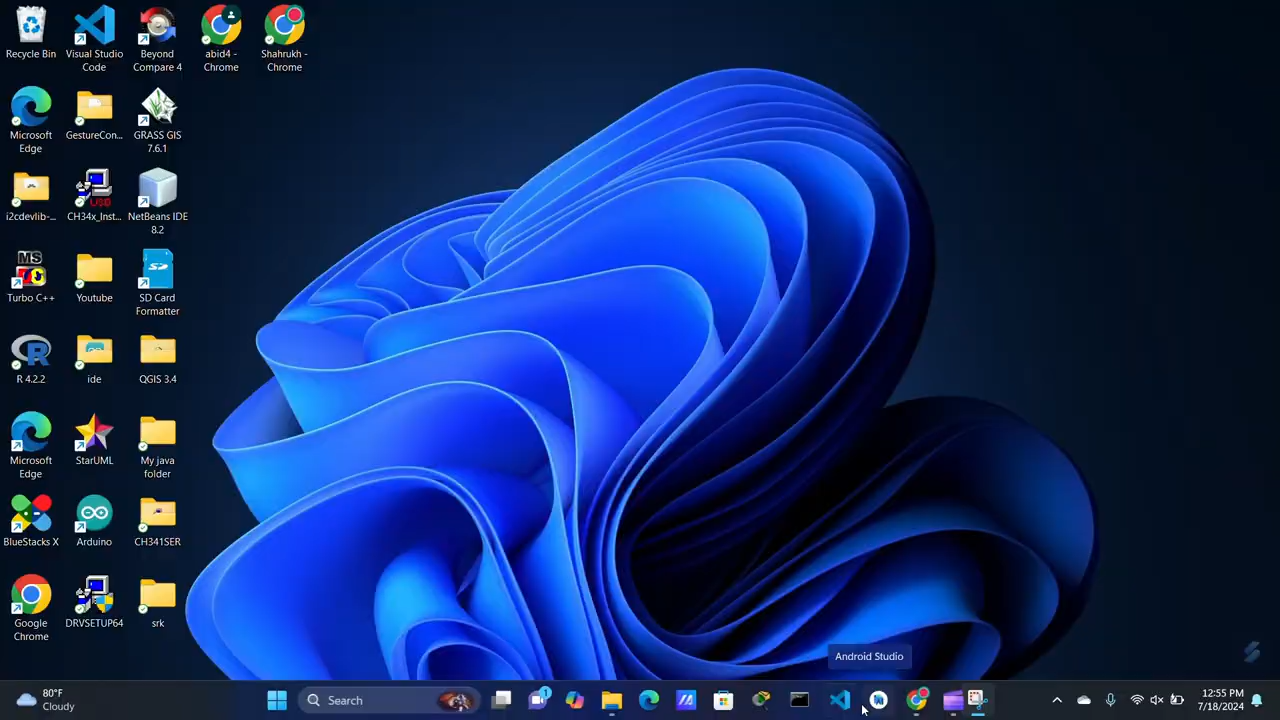 Recycle Bin
Visual Studio
Code
Beyond
Compare 4
abid4 -
Chrome
Shahrukh -
Chrome
Microsoft
Edge
GestureCon...
GRASS GIS
7.6.1
i2cdevlib-...
CH34x_Inst...
NetBeans IDE
8.2
MS
Turbo C++
Youtube
SD Card
Formatter
R 4.2.2
ide
QGIS 3.4
Microsoft
Edge
StarUML
My java
folder
BlueStacks X
Arduino
CH341SER
Google
Chrome
DRVSETUP64
srk
Android Studio
80°F
Cloudy
Search
1
12:55 PM
7/18/2024